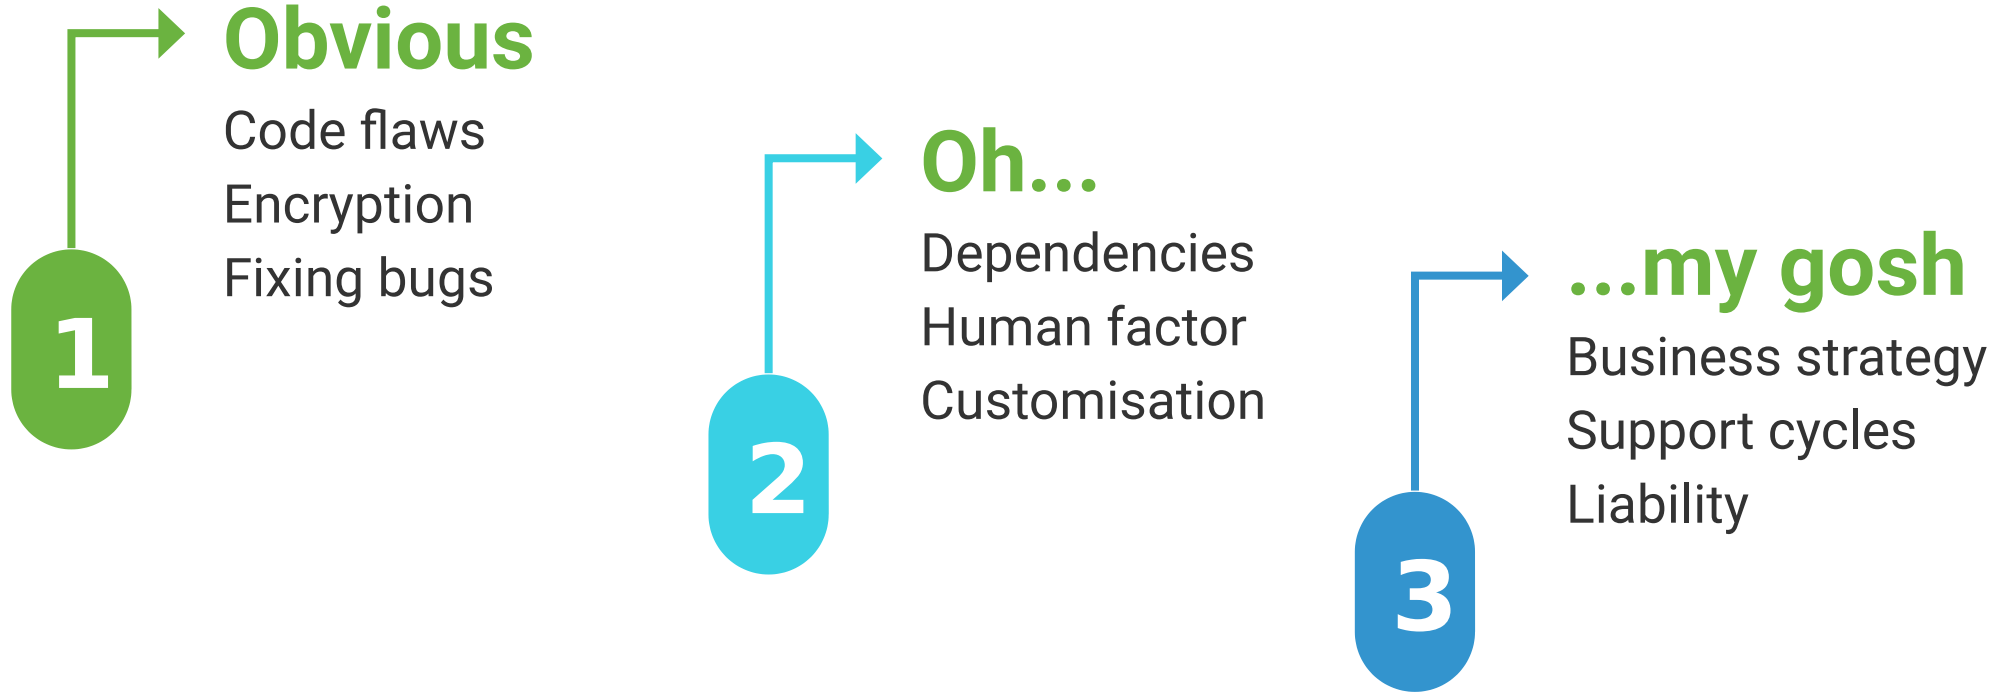 Obvious
Code flaws
Encryption
Fixing bugs
1
Oh...
Dependencies
Human factor
Customisation
2
...my gosh
Business strategy
Support cycles
Liability
3